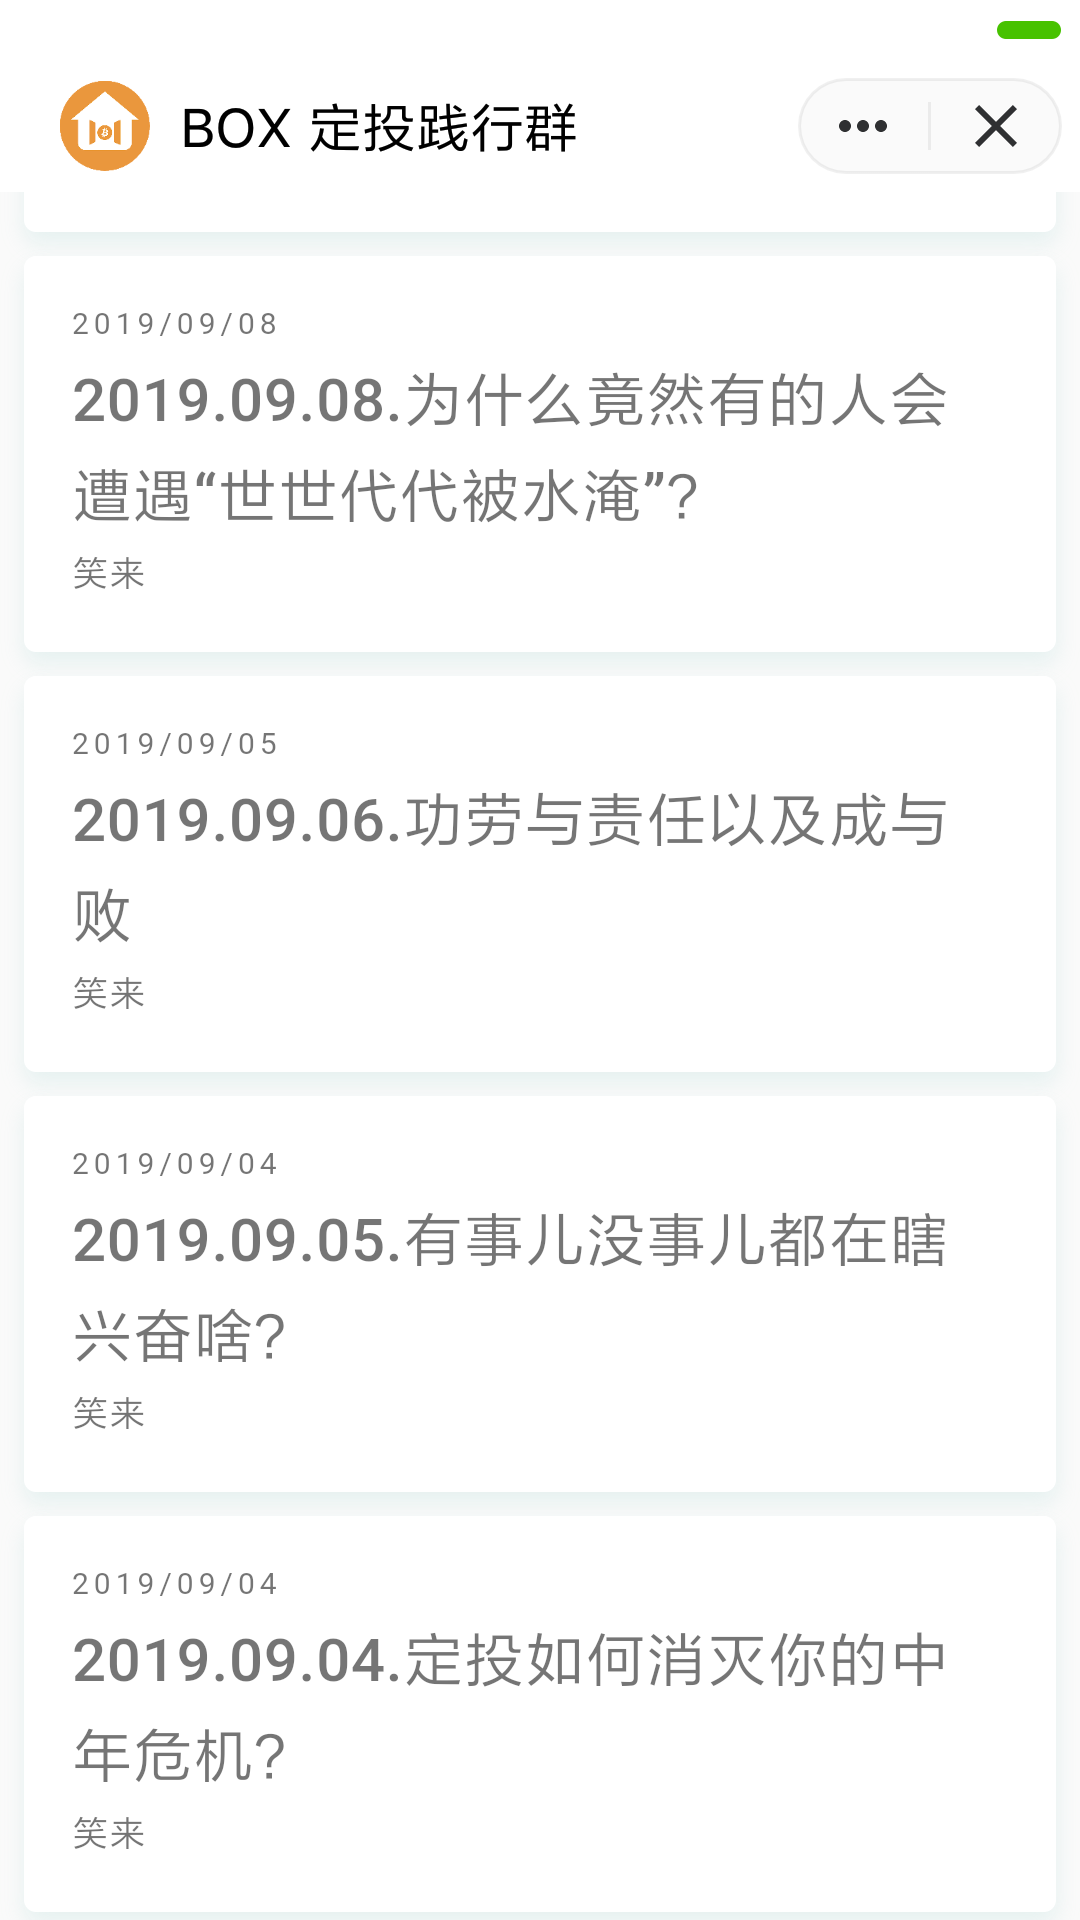 BOX 定投践行群
2019/09/08
2019.09.08.为什么竟然有的人会
遭遇“世世代代被水淹”?
笑来
2019/09/05
2019.09.06.功劳与责任以及成与
败
笑来
2019/09/04
2019.09.05.有事儿没事儿都在瞎
兴奋啥?
笑来
2019/09/04
2019.09.04.定投如何消灭你的中
年危机?
笑来